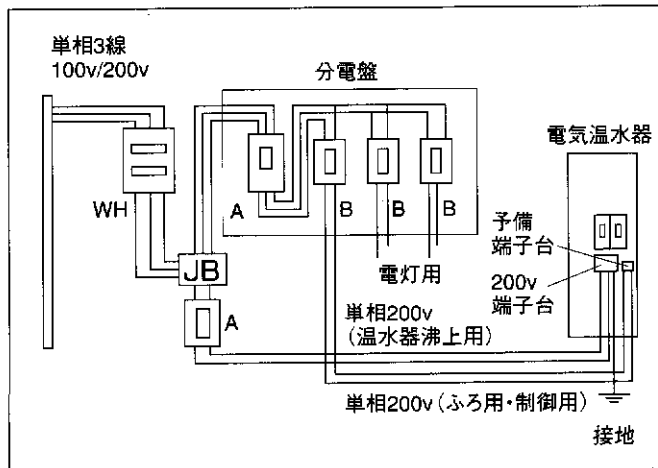 単相3線
100v/200v
分電盤
電気温水器
WH
A
B
B
B
予備
端子台
JB
電灯用
200v
端子台
A
単相200v
(温水器沸上用)
単相200v(ふろ用・制御用)
接地